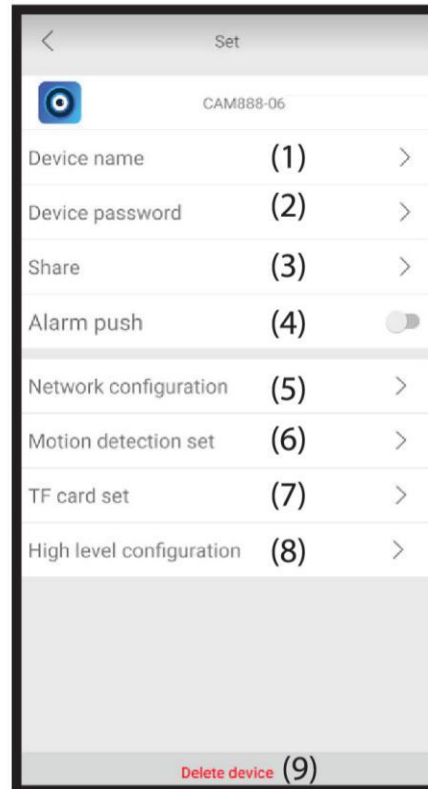 Set
CAM888-06
Device name (1)
Device password (2)
Share (3)
Alarm push (4)
Network configuration (5)
Motion detection set (6)
TF card set (7)
High level configuration (8)
Delete device (9)